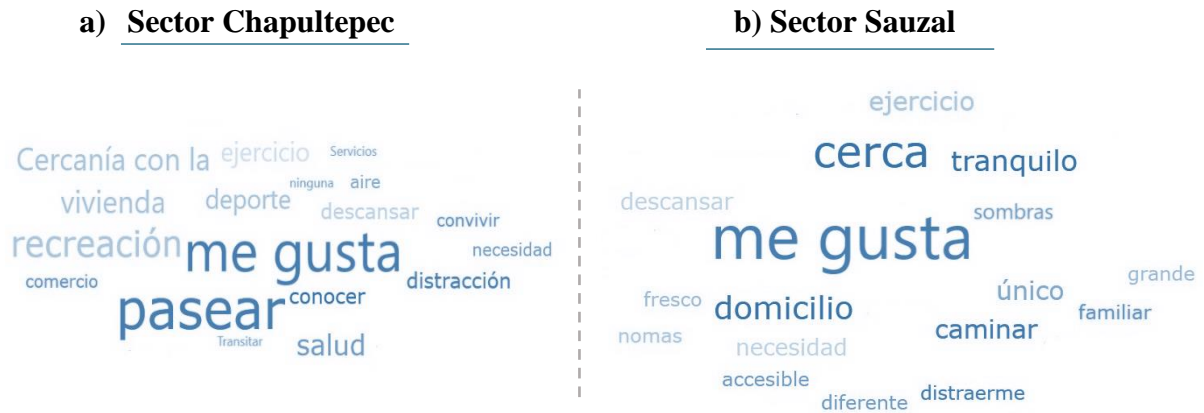 a) Sector Chapultepec
Cercanía con la
ejercicio
Servicios
ninguna
aire
vivienda
deporte
descansar
convivir
recreación
me gusta
necesidad
comercio
distracción
pasear
conocer
Transitar
salud
b) Sector Sauzal
ejercicio
cerca
tranquilo
descansar
sombras
me gusta
grande
fresco
domicilio
único
familiar
nomas
caminar
necesidad
accesible
diferente
distraerme